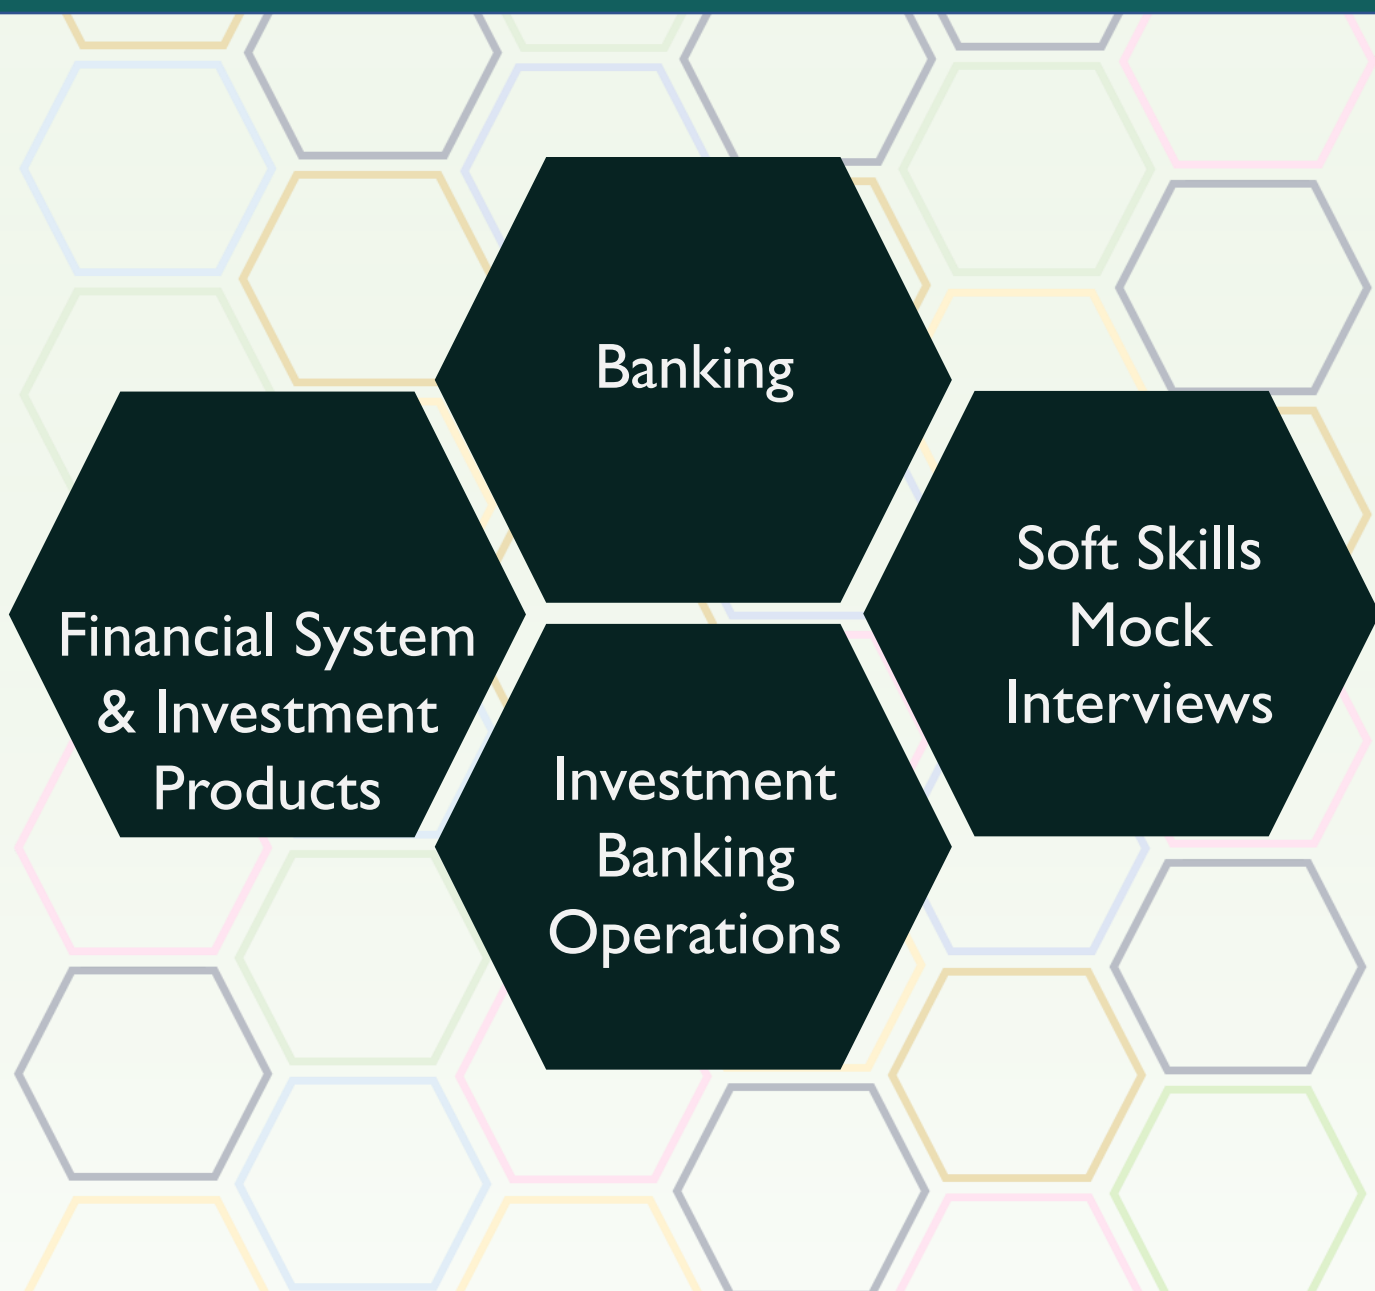 Banking
Financial System
& Investment
Products
Investment
Banking
Operations
Soft Skills
Mock
Interviews